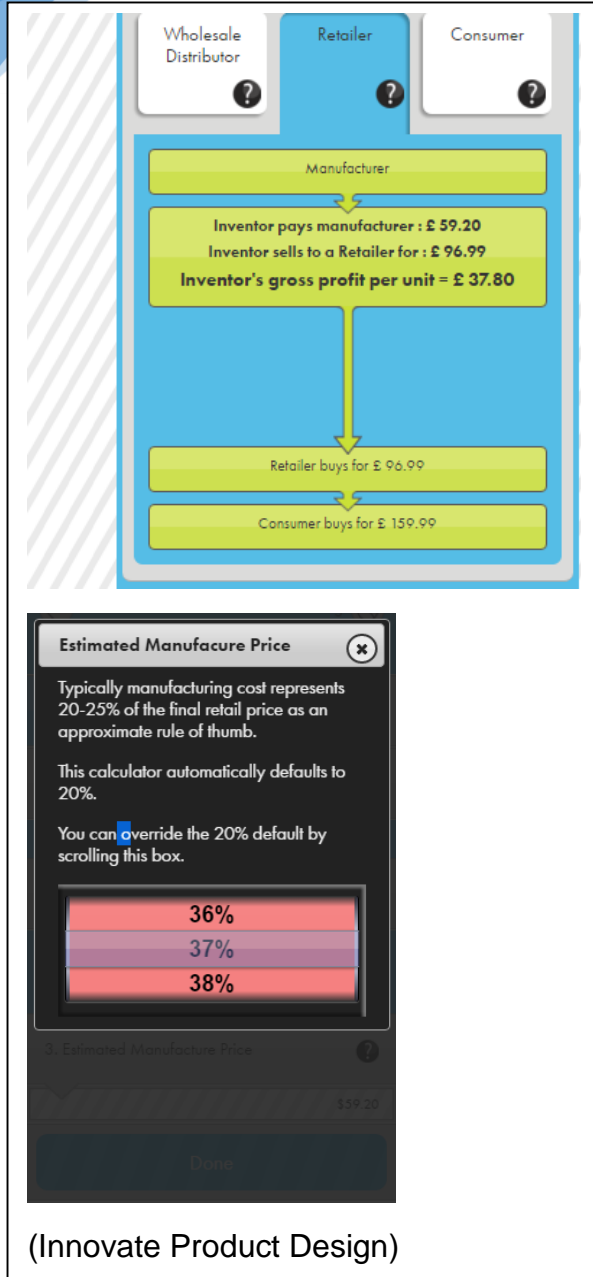 Wholesale
Distributor
Retailer
Consumer
?
?
?
Manufacturer
Inventor pays manufacturer : £ 59.20
Inventor sells to a Retailer for : £ 96.99
Inventor's gross profit per unit = £ 37.80
Retailer buys for £ 96.99
Consumer buys for £ 159.99
Estimated Manufacure Price
Typically manufacturing cost represents
20-25% of the final retail price as an
approximate rule of thumb.
This calculator automatically defaults to
20%.
You can override the 20% default by
scrolling this box.
36%
37%
38%
3. Estimated Manufacture Price
?
$59.20
Done
(Innovate Product Design)